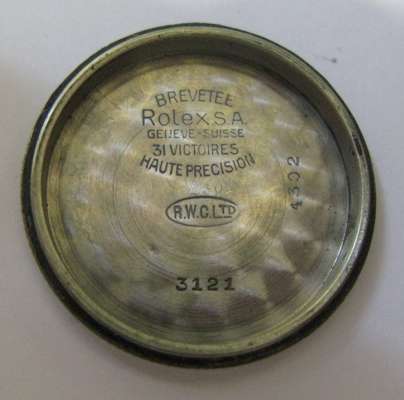 BREVETEE
Rolex S.A.
GENEVE-SUISSE
31 VICTOIRES
HAUTE PRECISION
R.W.C.LTD
3121
4302